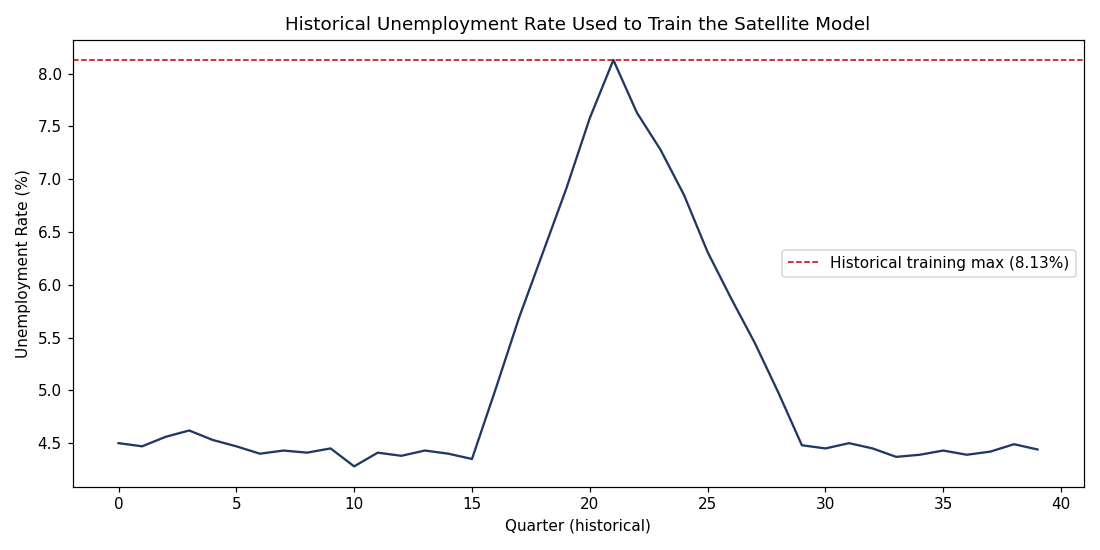 Historical Unemployment Rate Used to Train the Satellite Model
8.0
7.5
7.0
6.5
6.0
5.5
5.0
4.5
Unemployment Rate (%)
Historical training max (8.13%)
0 5 10 15 20 25 30 35 40
Quarter (historical)